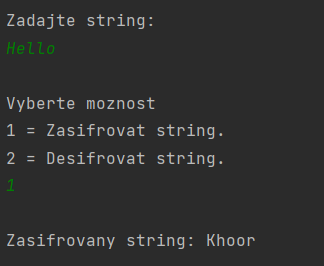 Zadajte string:
Hello
Vyberte moznost
1 = Zasifrovat string.
2 = Desifrovat string.
1
Zasifrovany string: Khoor